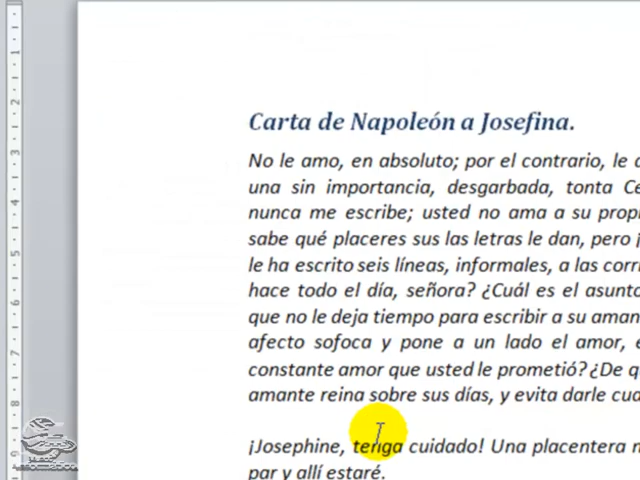 Carta de Napoleón a Josefina.
No le amo, en absoluto; por el contrario, le
una sin importancia, desgarbada, tonta
nunca me escribe; usted no ama a su
sabe qué placeres sus las letras le dan, pero
le ha escrito seis líneas, informales, a las
hace todo el día, señora? ¿Cuál es el
que no le deja tiempo para escribir a su
afecto sofoca y pone a un lado el amor,
constante amor que usted le prometió? ¿De
amante reina sobre sus días, y evita darle
¡Josephine, tenga cuidado! Una placentera
par y allí estaré.